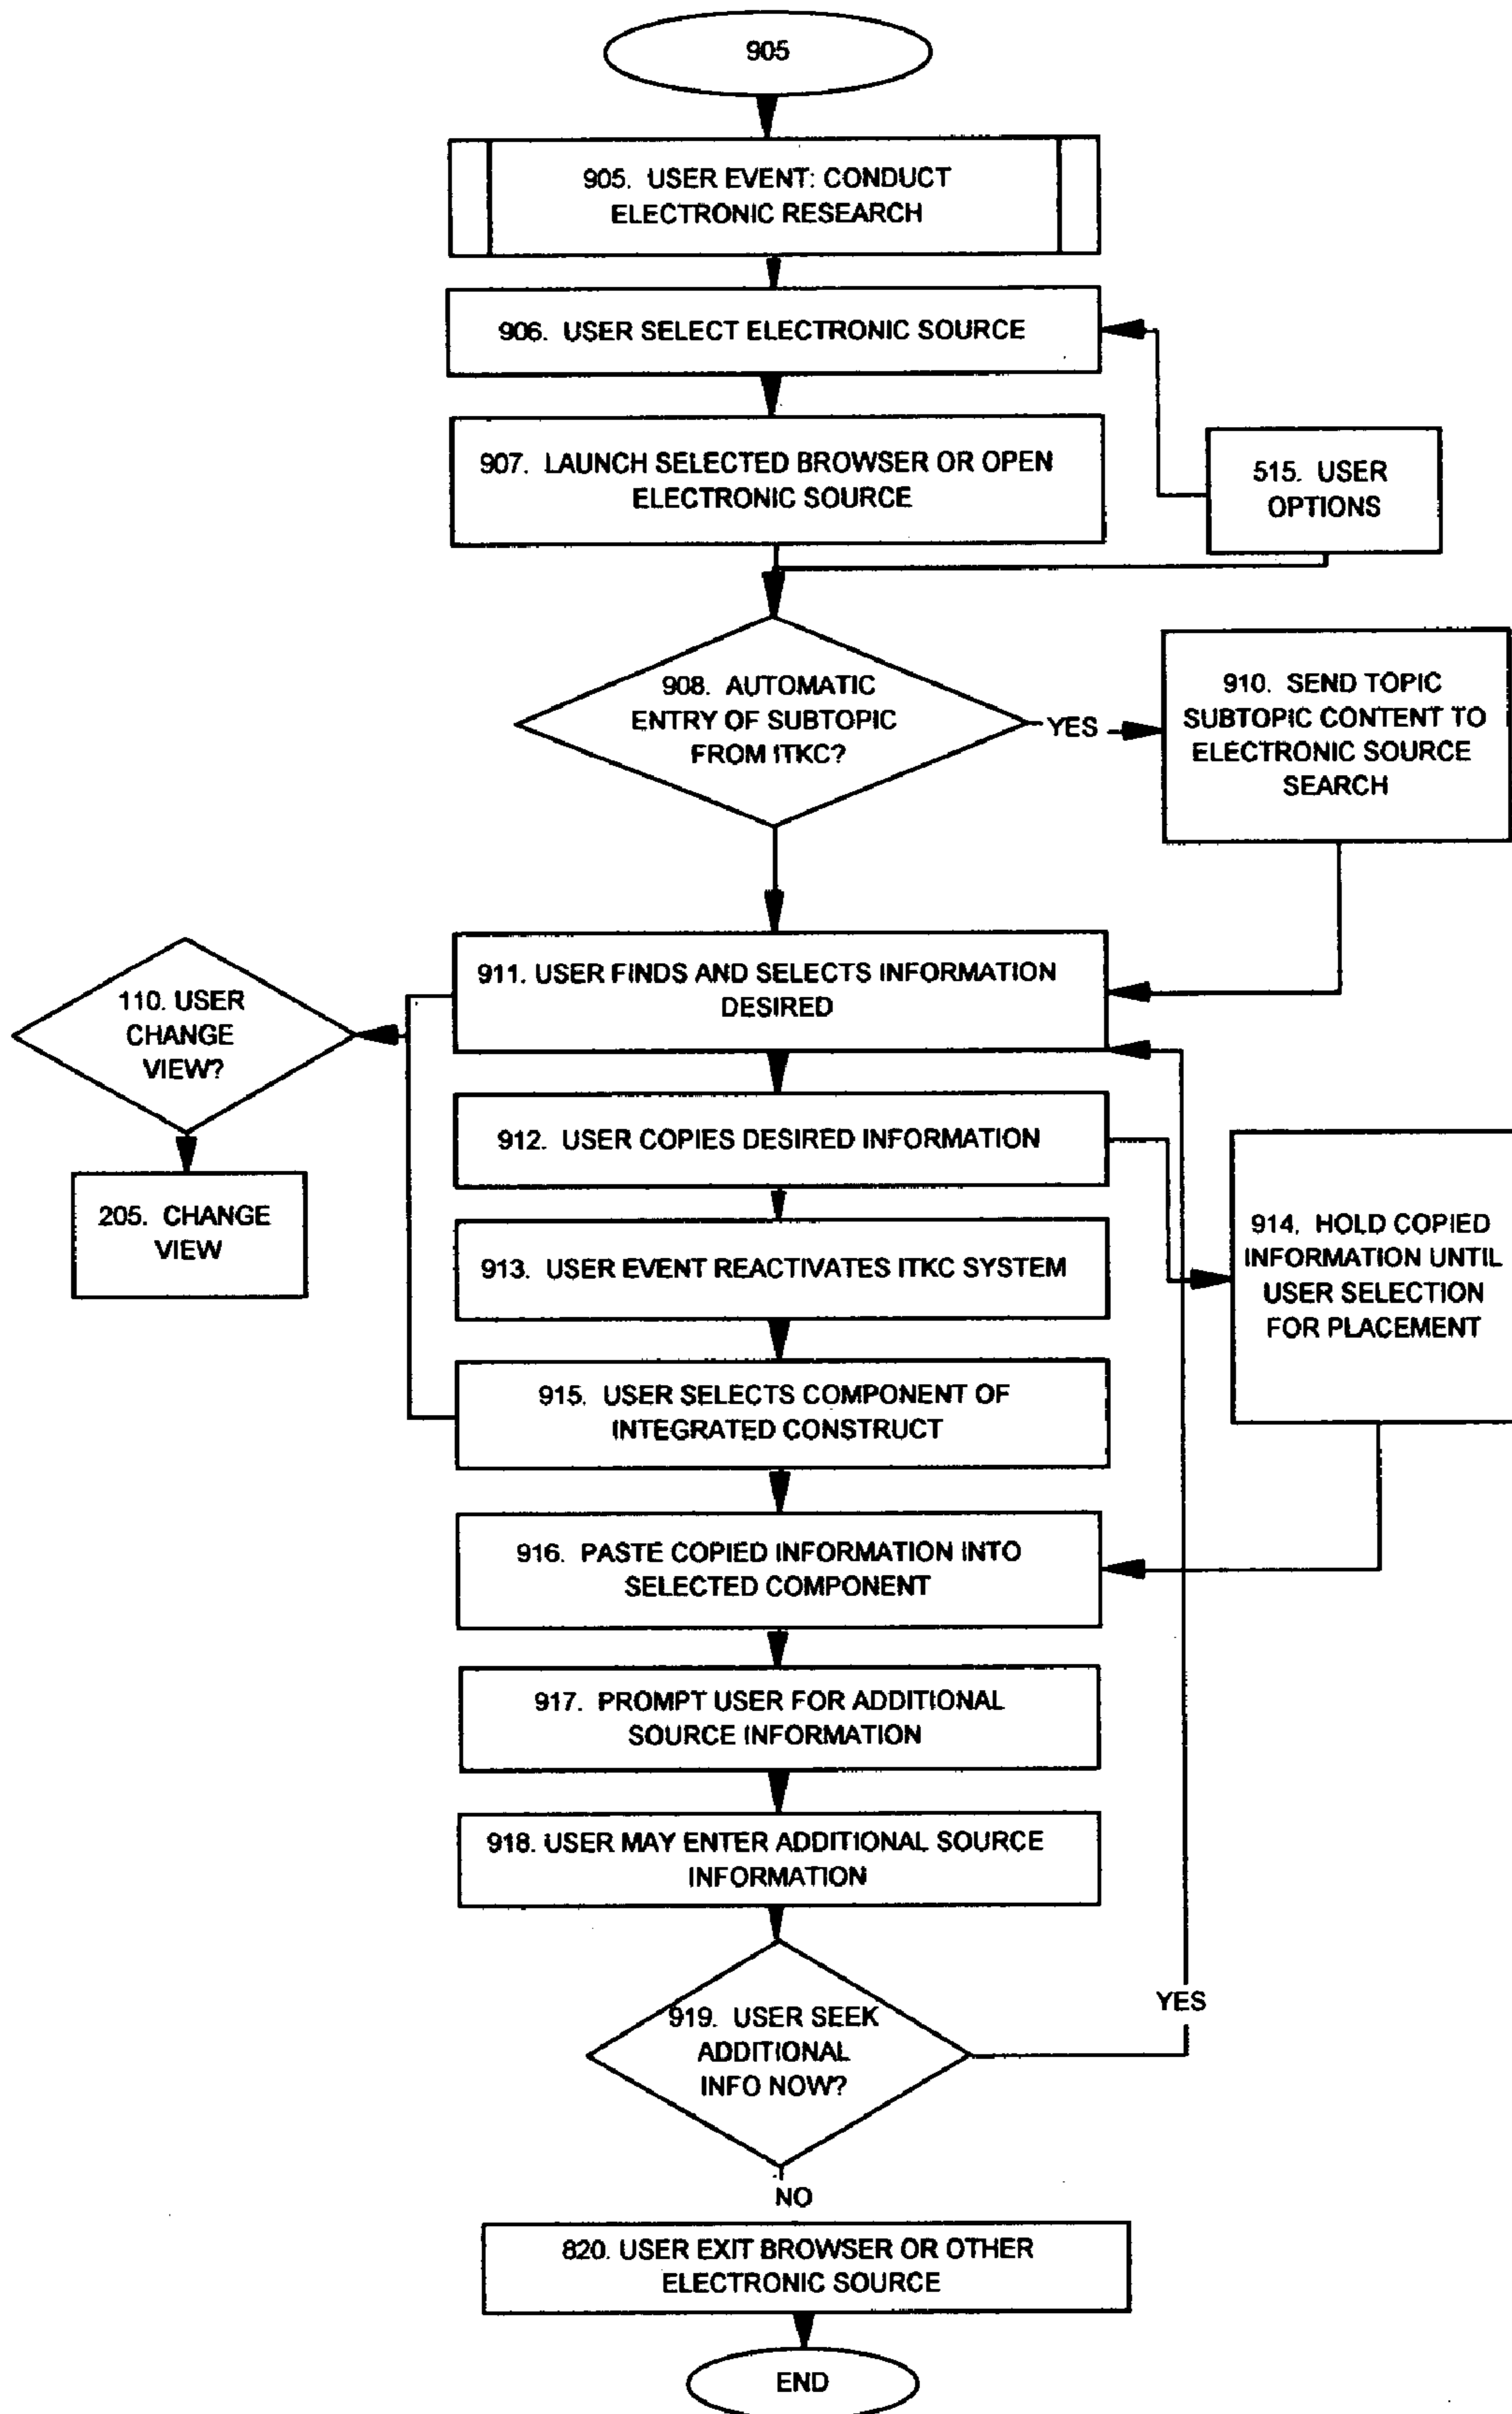 905
905. USER EVENT: CONDUCT
ELECTRONIC RESEARCH
906. USER SELECT ELECTRONIC SOURCE
907. LAUNCH SELECTED BROWSER OR OPEN
ELECTRONIC SOURCE
515. USER
OPTIONS
908. AUTOMATIC
ENTRY OF SUBTOPIC
FROM ITKC?
YES
910. SEND TOPIC
SUBTOPIC CONTENT TO
ELECTRONIC SOURCE
SEARCH
911. USER FINDS AND SELECTS INFORMATION
DESIRED
110. USER
CHANGE
VIEW?
205. CHANGE
VIEW
912. USER COPIES DESIRED INFORMATION
913. USER EVENT REACTIVATES ITKC SYSTEM
914. HOLD COPIED
INFORMATION UNTIL
USER SELECTION
FOR PLACEMENT
915. USER SELECTS COMPONENT OF
INTEGRATED CONSTRUCT
916. PASTE COPIED INFORMATION INTO
SELECTED COMPONENT
917. PROMPT USER FOR ADDITIONAL
SOURCE INFORMATION
918. USER MAY ENTER ADDITIONAL SOURCE
INFORMATION
919. USER SEEK
ADDITIONAL
INFO NOW?
YES
NO
820. USER EXIT BROWSER OR OTHER
ELECTRONIC SOURCE
END